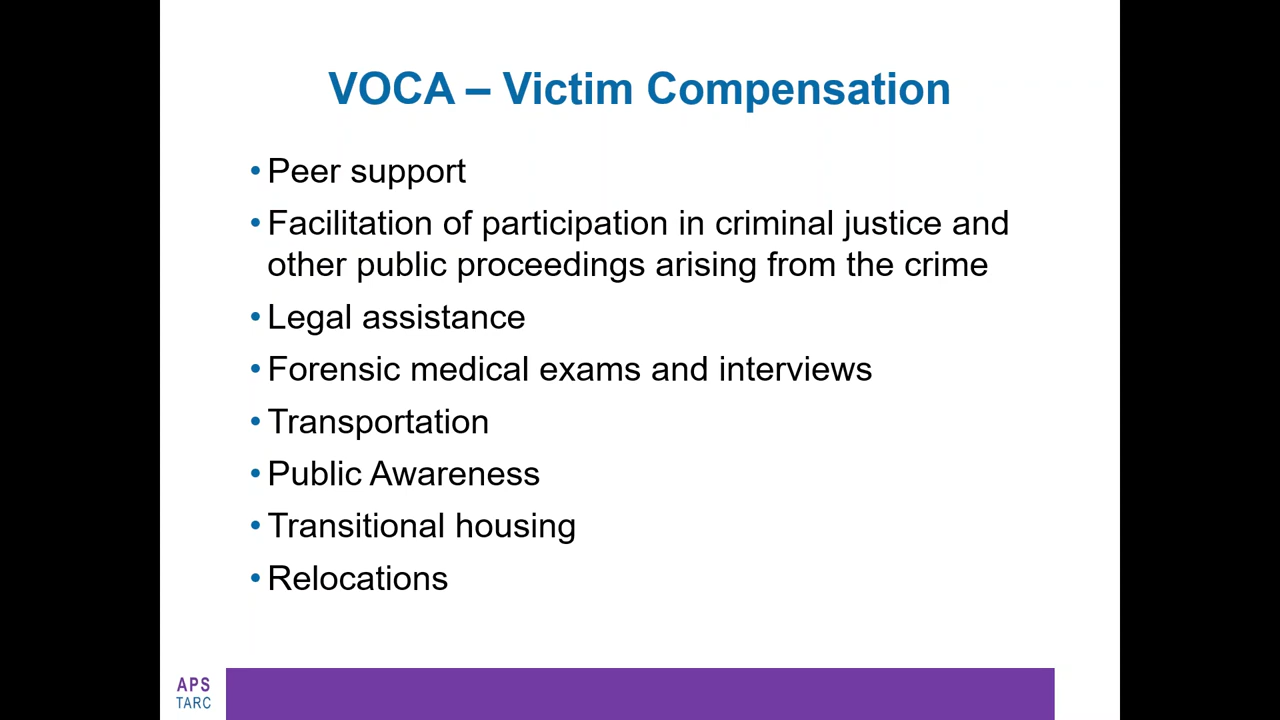 VOCA – Victim Compensation
•Peer support
•Facilitation of participation in criminal justice and
other public proceedings arising from the crime
•Legal assistance
•Forensic medical exams and interviews
•Transportation
•Public Awareness
•Transitional housing
•Relocations
APS
TARC